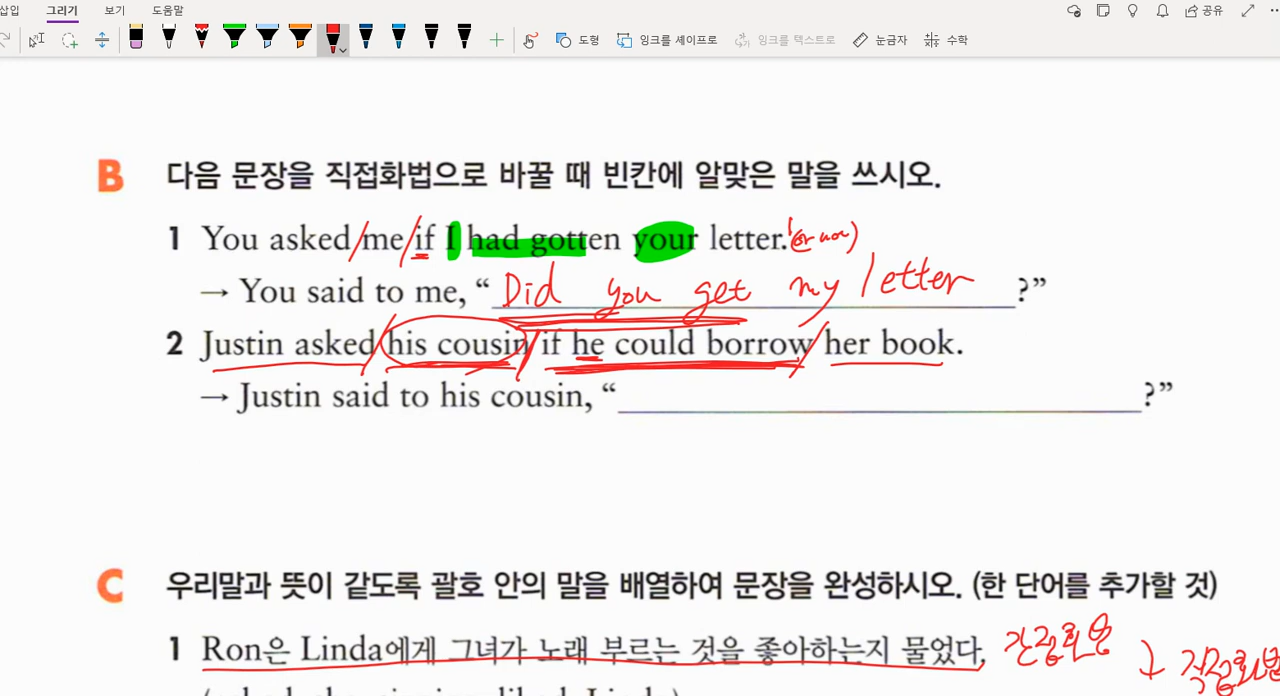 삽입 그리기 보기 도움말 공유
도형 잉크를 셰이프로 잉크를 텍스트로 눈금자 수학
B 다음 문장을 직접화법으로 바꿀 때 빈칸에 알맞은 말을 쓰시오.
1 You asked/me/if I had gotten your letter. (or not)
→ You said to me, “Did you get my letter?”
2 Justin asked/his cousin/if he could borrow/her book.
→ Justin said to his cousin, “ ?”
C 우리말과 뜻이 같도록 괄호 안의 말을 배열하여 문장을 완성하시오. (한 단어를 추가할 것)
1 Ron은 Linda에게 그녀가 노래 부르는 것을 좋아하는지 물었다. 간접화법